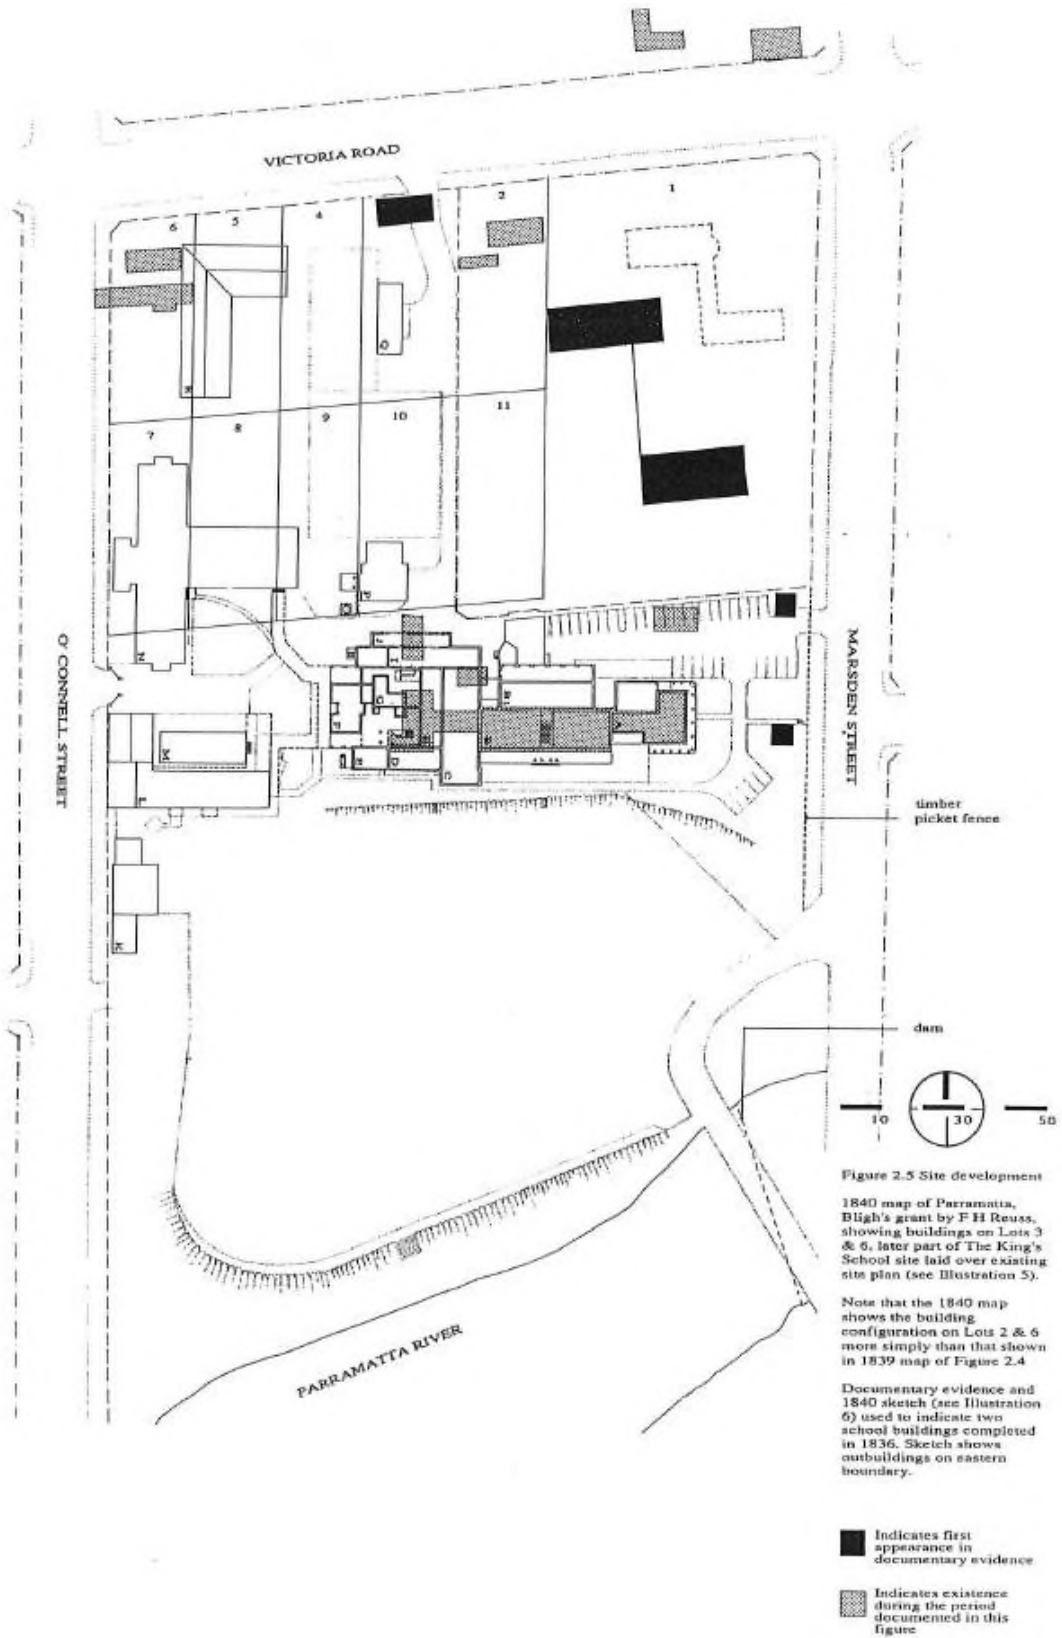 VICTORIA ROAD
6
5
4
2
1
7
8
9
10
11
O' CONNELL STREET
MARSDEN STREET
N
M
L
K
P
F
E
D
C
G
I
J
H
B
A
timber
picket fence
dam
10
30
50
PARRAMATTA RIVER
Figure 2.5 Site development
1840 map of Parramatta,
Bligh's grant by F H Reuss,
showing buildings on Lots 3
& 6, later part of The King's
School site laid over existing
site plan (see Illustration 5).
Note that the 1840 map
shows the building
configuration on Lots 2 & 6
more simply than that shown
in 1839 map of Figure 2.4
Documentary evidence and
1840 sketch (see Illustration
6) used to indicate two
school buildings completed
in 1836. Sketch shows
outbuildings on eastern
boundary.
Indicates first
appearance in
documentary evidence
Indicates existence
during the period
documented in this
figure